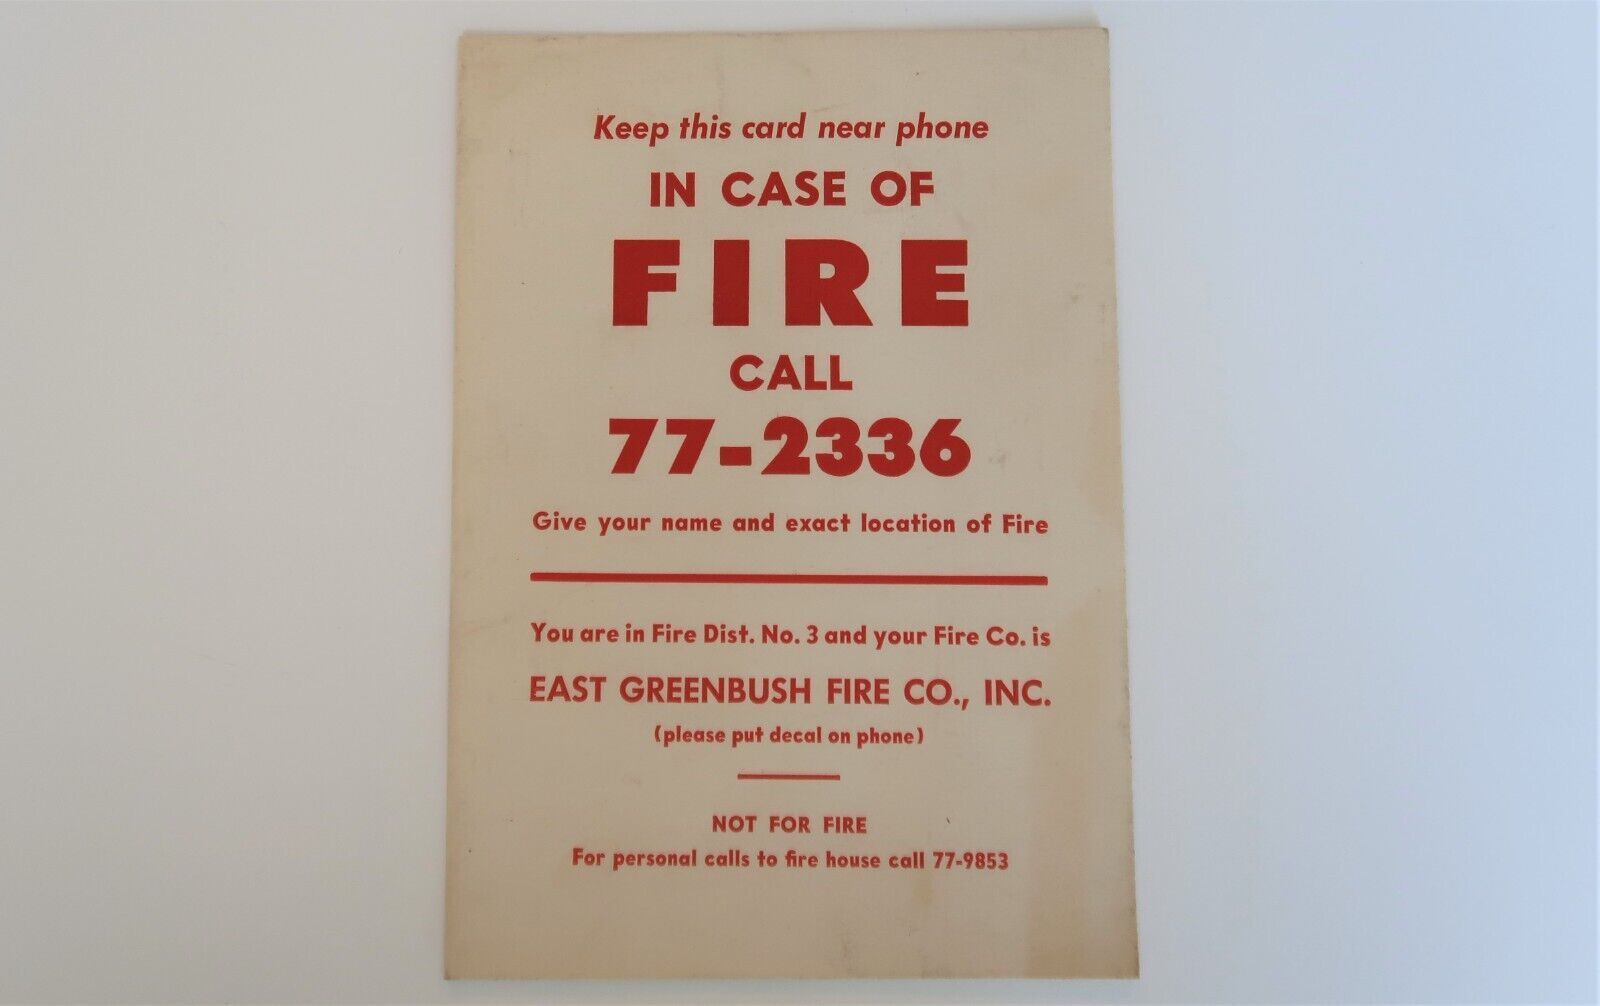 Keep this card near phone
IN CASE OF
FIRE
CALL
77-2336
Give your name and exact location of Fire
You are in Fire Dist. No. 3 and your Fire Co. is
EAST GREENBUSH FIRE CO., INC.
(please put decal on phone)
NOT FOR FIRE
For personal calls to fire house call 77-9853